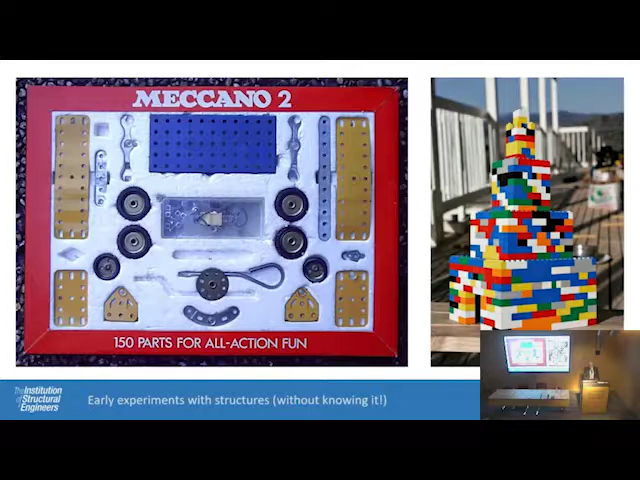 MECCANO 2
150 PARTS FOR ALL-ACTION FUN
The Institution
of Structural
Engineers
Early experiments with structures (without knowing it!)